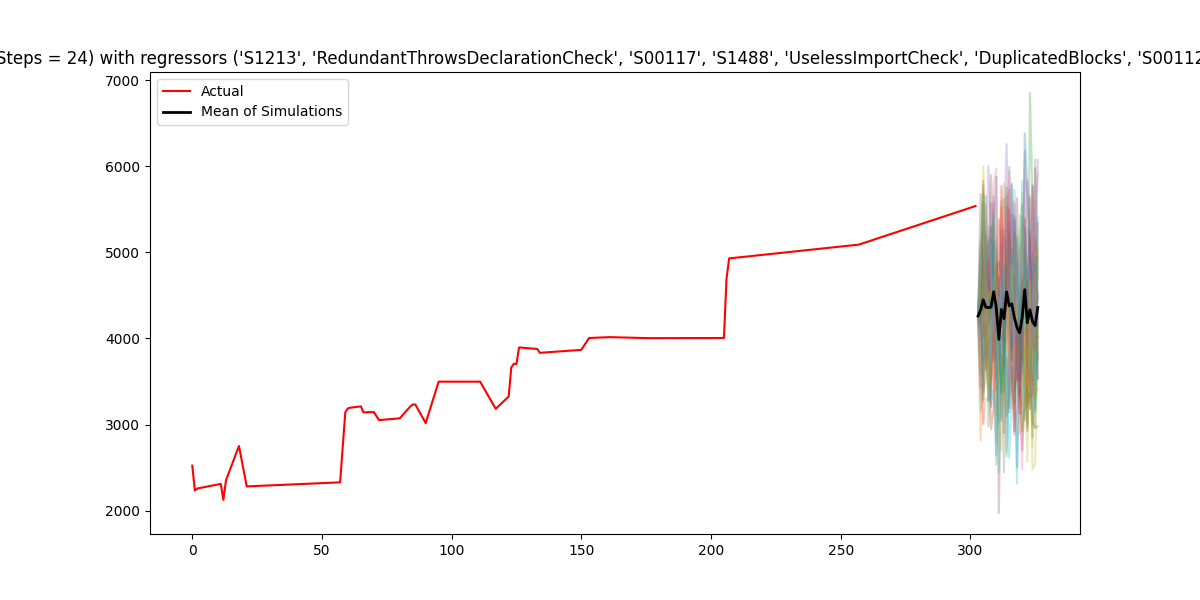 Steps = 24) with regressors ('S1213', 'RedundantThrowsDeclarationCheck', 'S00117', 'S1488', 'UselessImportCheck', 'DuplicatedBlocks', 'S00112
7000
Actual
Mean of Simulations
6000
5000
4000
3000
2000
0 50 100 150 200 250 300